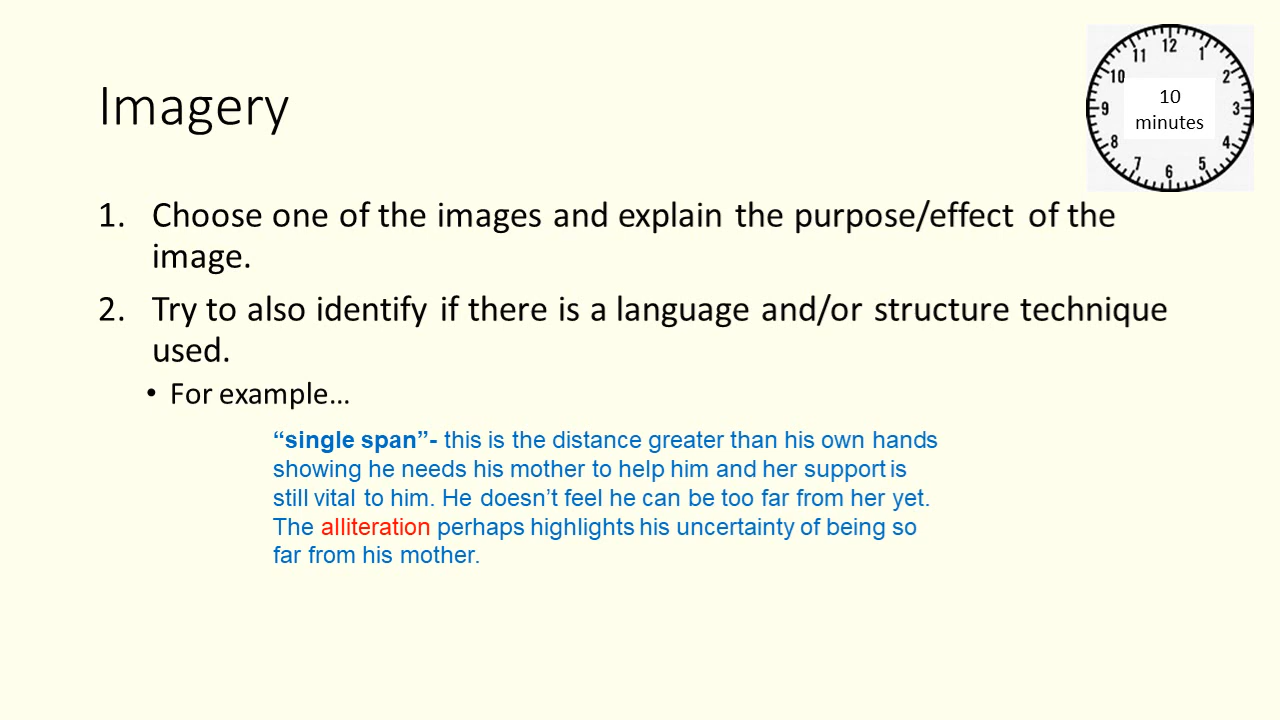 Imagery
12
11
1
10
2
10
minutes
9
3
8
4
7
5
6
1. Choose one of the images and explain the purpose/effect of the
image.
2. Try to also identify if there is a language and/or structure technique
used.
• For example…
“single span”- this is the distance greater than his own hands
showing he needs his mother to help him and her support is
still vital to him. He doesn’t feel he can be too far from her yet.
The alliteration perhaps highlights his uncertainty of being so
far from his mother.